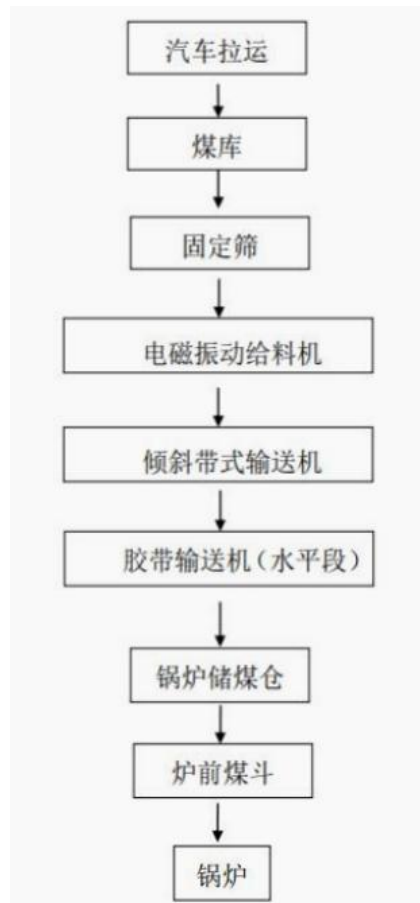 汽车拉运
煤库
固定筛
电磁振动给料机
倾斜带式输送机
胶带输送机（水平段）
锅炉储煤仓
炉前煤斗
锅炉